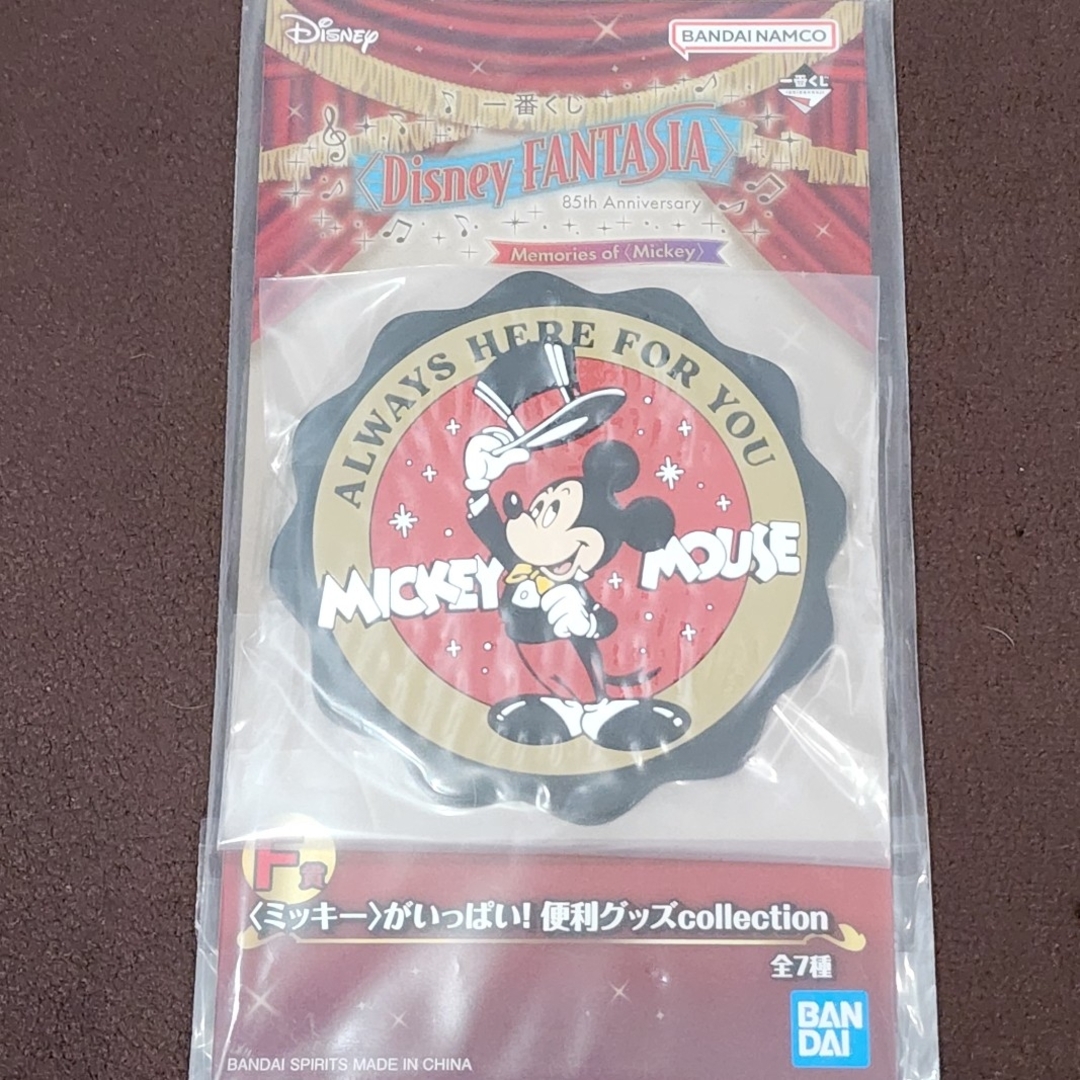 Disney
BANDAI NAMCO
一番くじ
一番くじ
Disney FANTASIA
85th Anniversary
Memories of〈Mickey〉
ALWAYS HERE FOR YOU
MICKEY MOUSE
F賞
〈ミッキー〉がいっぱい! 便利グッズcollection
全7種
BAN
DAI
BANDAI SPIRITS MADE IN CHINA